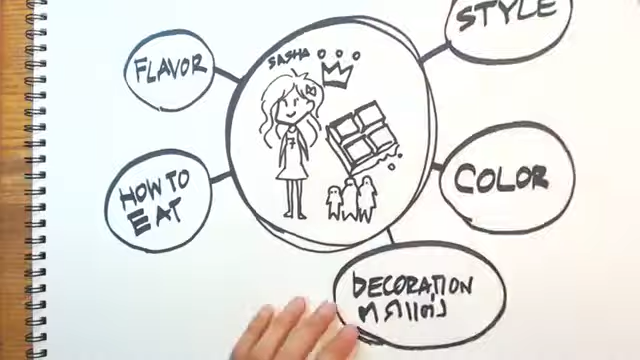 STYLE
SASHA
FLAVOR
HOW TO
EAT
COLOR
DECORATION
ตกแต่ง